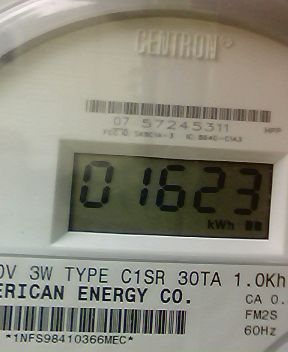 CENTRON®
07 57245311
HPP
01623
kWh
0V 3W TYPE C1SR 30TA 1.0Kh
ERICAN ENERGY CO.
CA 0.
FM2S
60Hz
*1NFS98410366MEC*